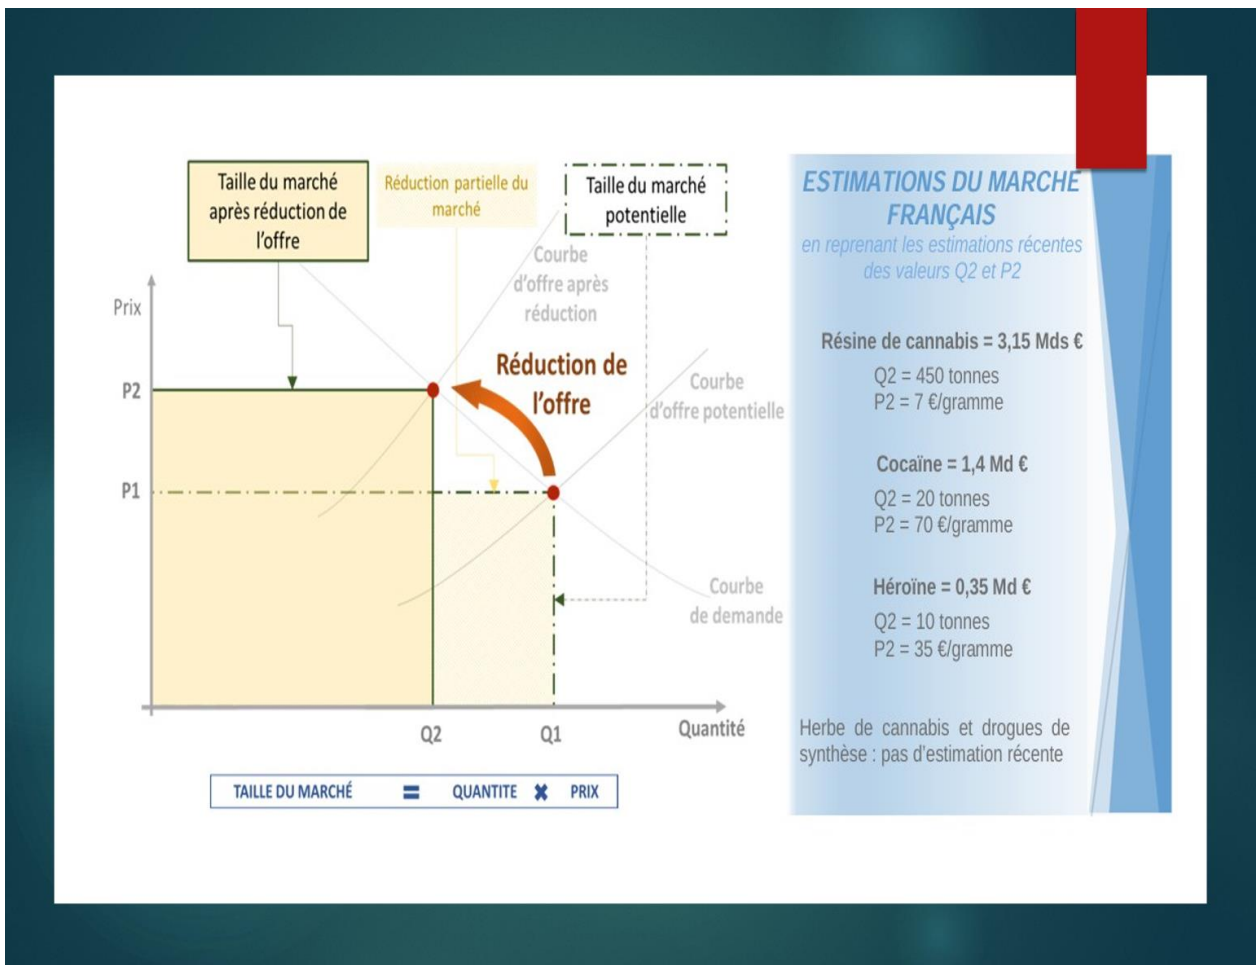 Taille du marché
après réduction de
l'offre
Réduction partielle du
marché
Taille du marché
potentielle
Courbe
d'offre après
réduction
Prix
P2
Réduction de
l'offre
Courbe
d'offre potentielle
P1
Courbe
de demande
Q2
Q1
Quantité
TAILLE DU MARCHÉ = QUANTITE × PRIX
ESTIMATIONS DU MARCHE
FRANÇAIS
en reprenant les estimations récentes
des valeurs Q2 et P2
Résine de cannabis = 3,15 Mds €
Q2 = 450 tonnes
P2 = 7 €/gramme
Cocaïne = 1,4 Md €
Q2 = 20 tonnes
P2 = 70 €/gramme
Héroïne = 0,35 Md €
Q2 = 10 tonnes
P2 = 35 €/gramme
Herbe de cannabis et drogues de
synthèse : pas d'estimation récente